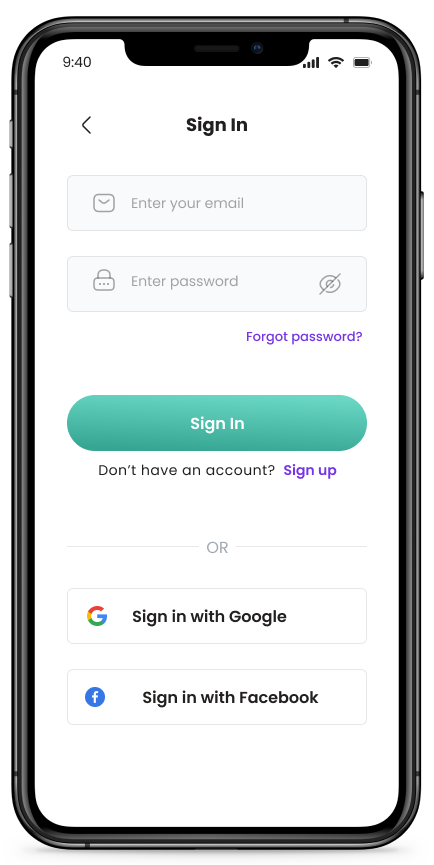 9:40
Sign In
Enter your email
Enter password
Forgot password?
Sign In
Don’t have an account? Sign up
OR
Sign in with Google
Sign in with Facebook